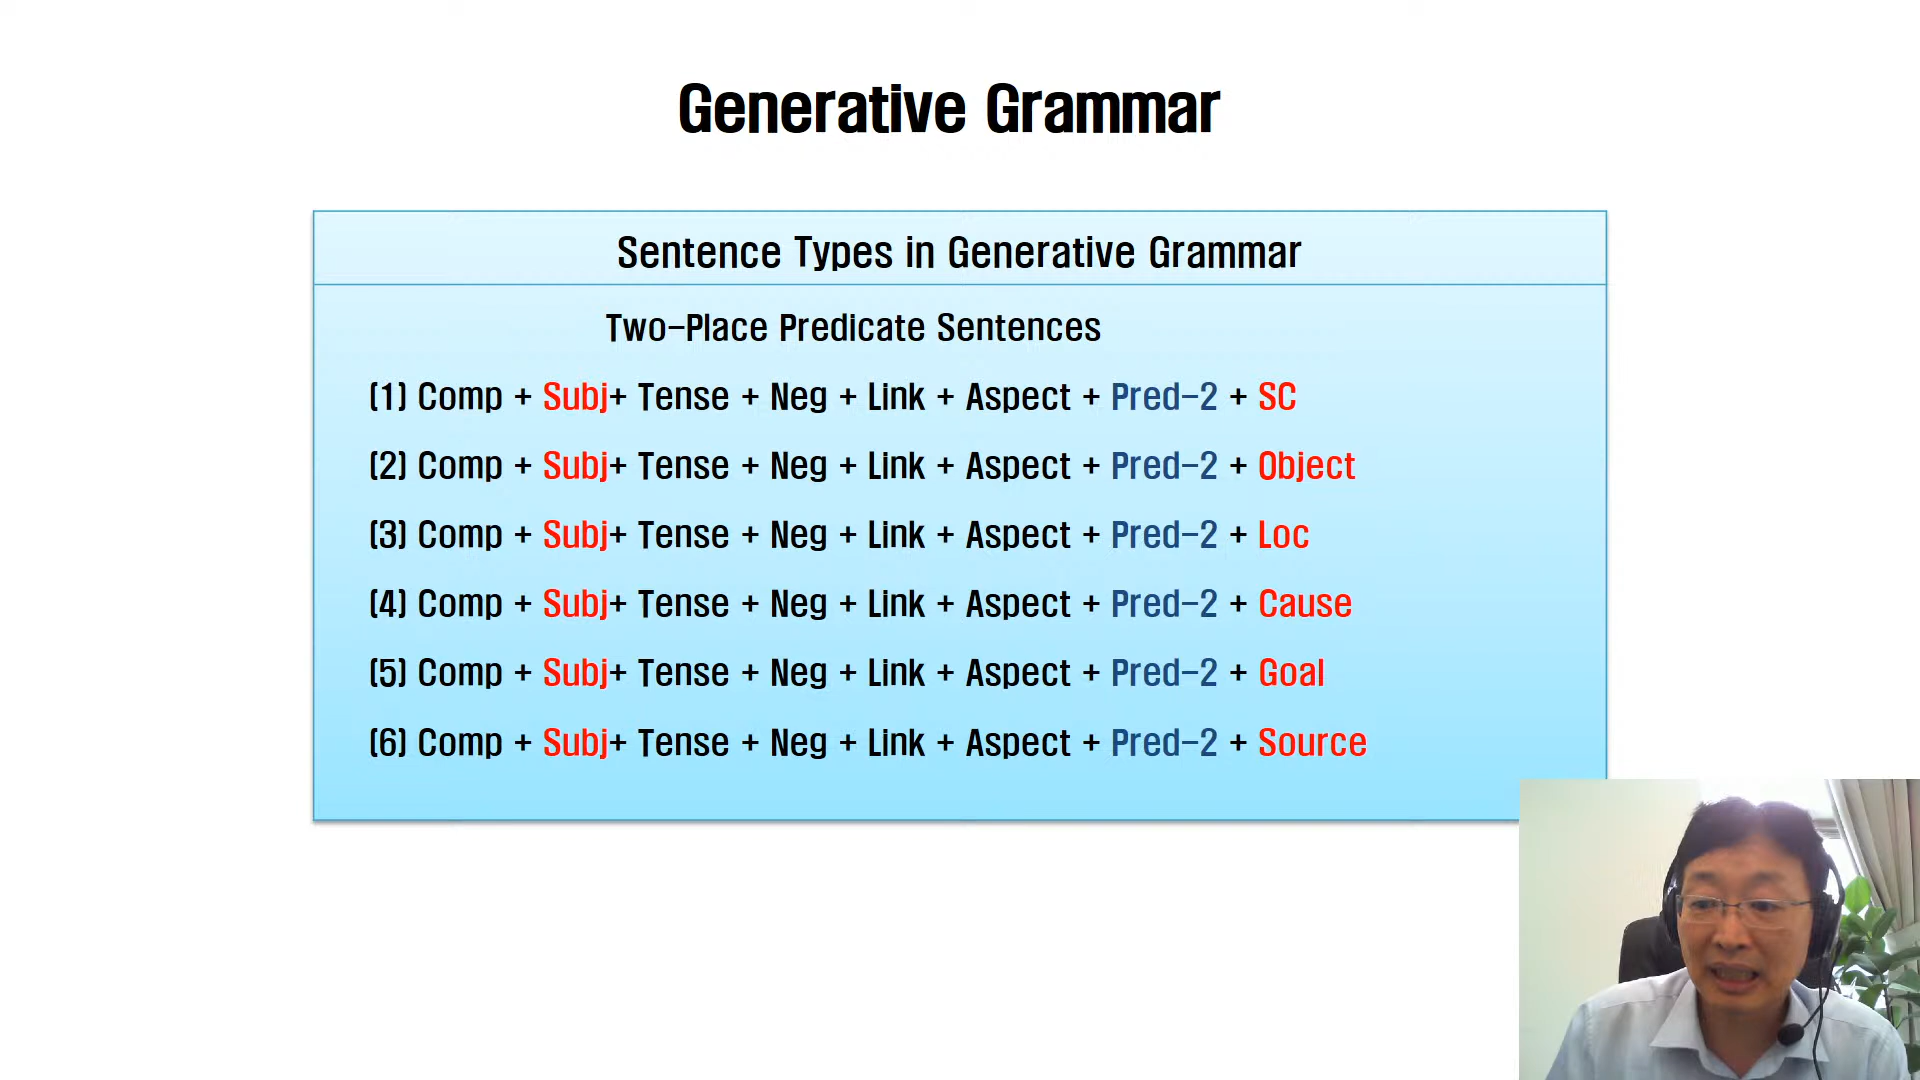 Generative Grammar
Sentence Types in Generative Grammar
Two-Place Predicate Sentences
(1) Comp + Subj+ Tense + Neg + Link + Aspect + Pred-2 + SC
(2) Comp + Subj+ Tense + Neg + Link + Aspect + Pred-2 + Object
(3) Comp + Subj+ Tense + Neg + Link + Aspect + Pred-2 + Loc
(4) Comp + Subj+ Tense + Neg + Link + Aspect + Pred-2 + Cause
(5) Comp + Subj+ Tense + Neg + Link + Aspect + Pred-2 + Goal
(6) Comp + Subj+ Tense + Neg + Link + Aspect + Pred-2 + Source